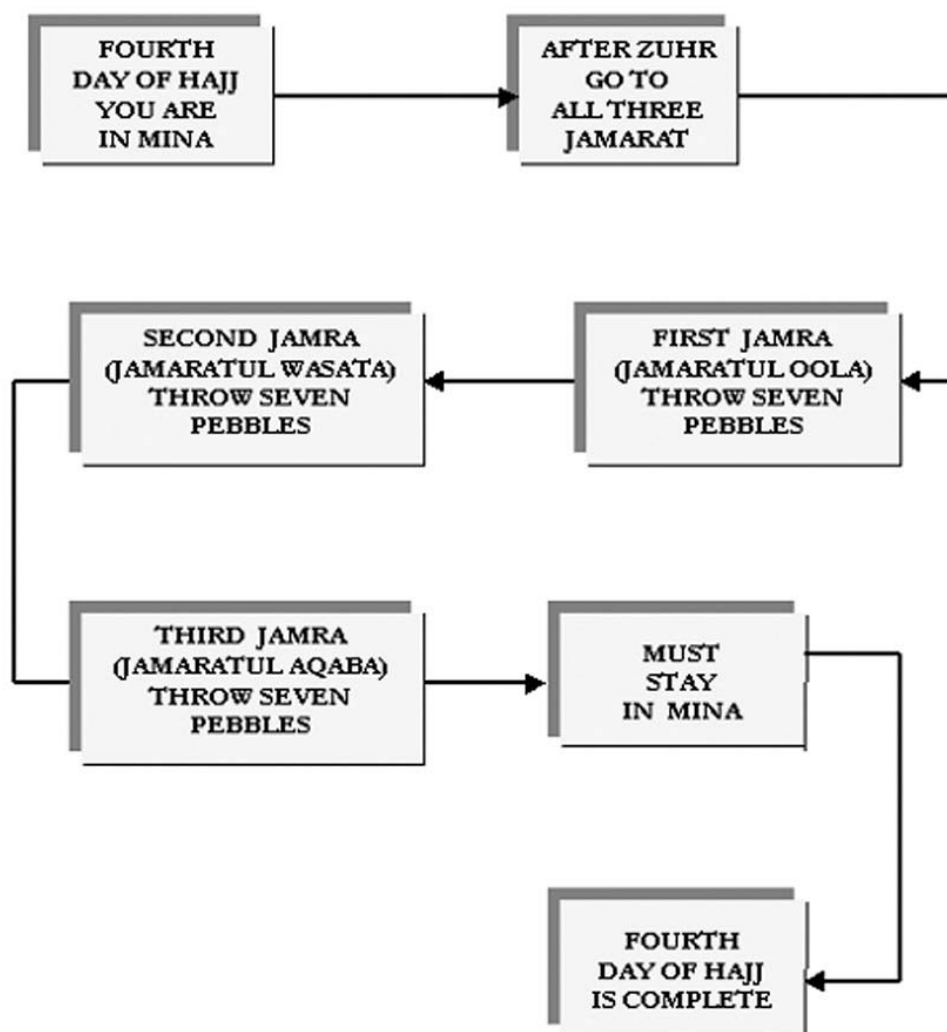 FOURTH
DAY OF HAJJ
YOU ARE
IN MINA
AFTER ZUHR
GO TO
ALL THREE
JAMARAT
FIRST JAMRA
(JAMARATUL OOLA)
THROW SEVEN
PEBBLES
SECOND JAMRA
(JAMARATUL WASATA)
THROW SEVEN
PEBBLES
THIRD JAMRA
(JAMARATUL AQABA)
THROW SEVEN
PEBBLES
MUST
STAY
IN MINA
FOURTH
DAY OF HAJJ
IS COMPLETE